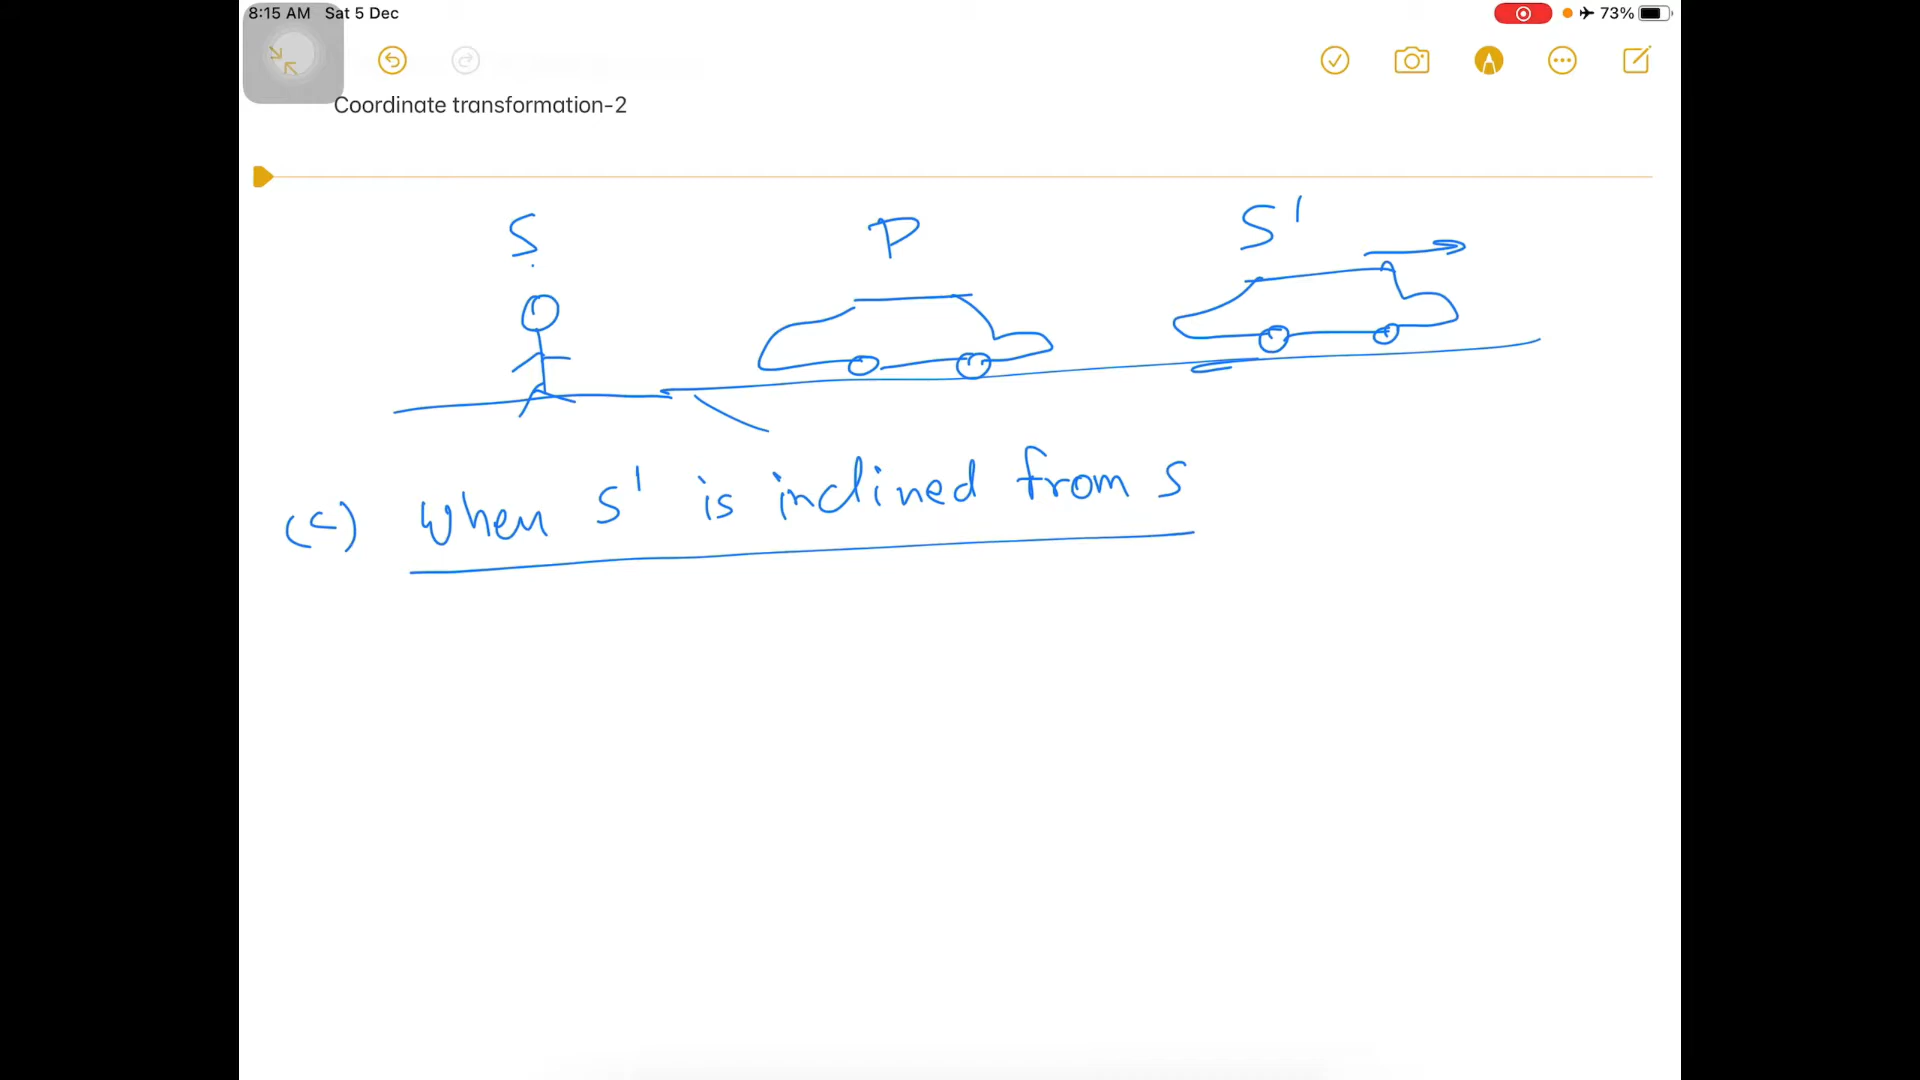 8:15 AM Sat 5 Dec 73%
Coordinate transformation-2
S P S'
(c) When S' is inclined from S